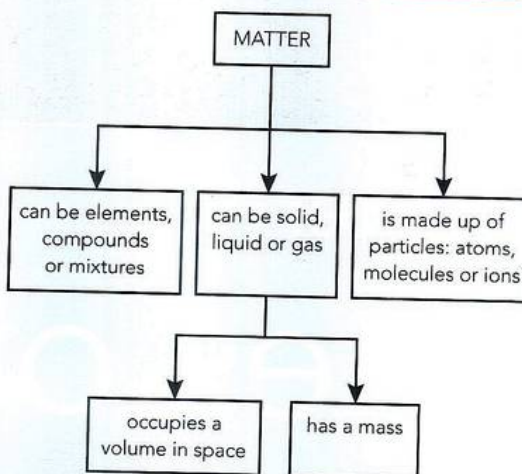 MATTER
can be elements,
compounds
or mixtures
can be solid,
liquid or gas
is made up of
particles: atoms,
molecules or ions
occupies a
volume in space
has a mass